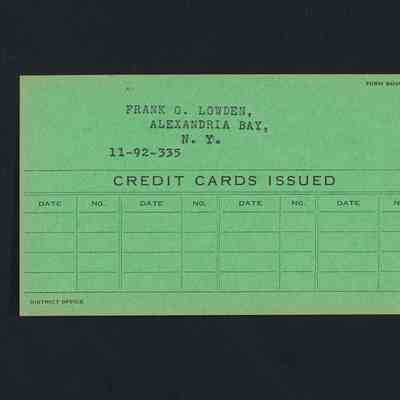 FRANK O. LOWDEN,
ALEXANDRIA BAY,
N. Y.
11-92-335
CREDIT CARDS ISSUED
DATE NO. DATE NO. DATE NO. DATE
DISTRICT OFFICE